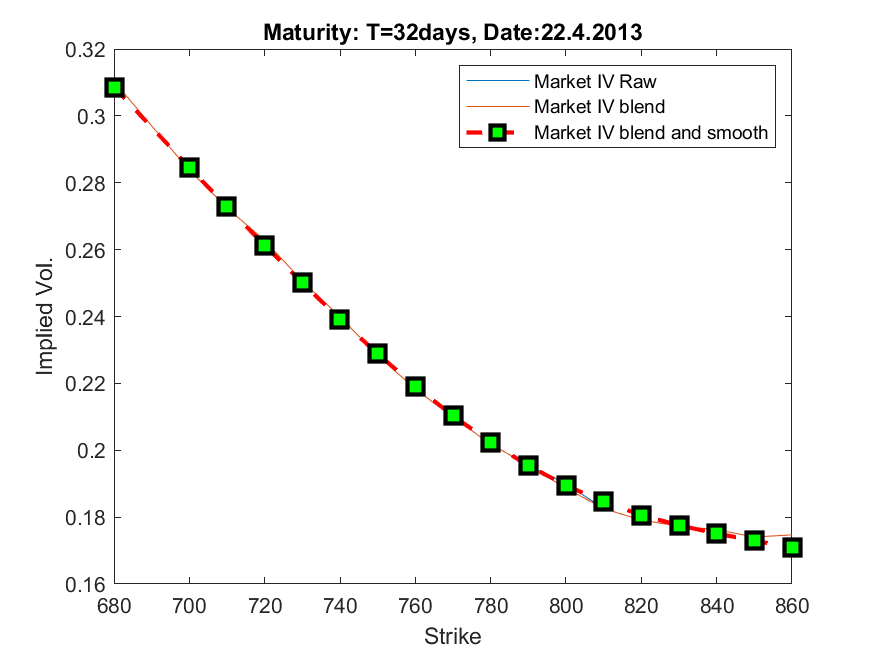 Maturity: T=32days, Date:22.4.2013
0.32
Market IV Raw
Market IV blend
Market IV blend and smooth
0.3
0.28
0.26
0.24
0.22
0.2
0.18
0.16
Implied Vol.
680 700 720 740 760 780 800 820 840 860
Strike